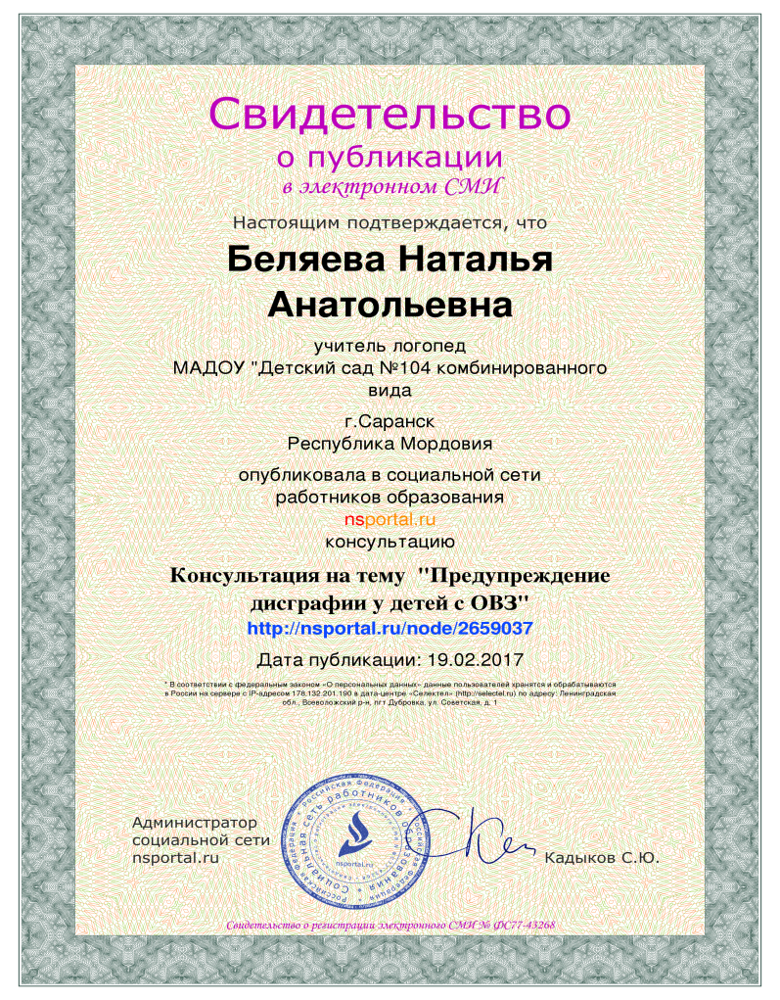 Свидетельство
о публикации
в электронном СМИ
Настоящим подтверждается, что
Беляева Наталья
Анатольевна
учитель логопед
МАДОУ "Детский сад №104 комбинированного
вида
г.Саранск
Республика Мордовия
опубликовала в социальной сети
работников образования
nsportal.ru
консультацию
Консультация на тему  "Предупреждение
дисграфии у детей с ОВЗ"
http://nsportal.ru/node/2659037
Дата публикации: 19.02.2017
* В соответствии с федеральным законом «О персональных данных» данные пользователей хранятся и обрабатываются
в России на сервере с IP-адресом 178.132.201.190 в дата-центре «Селектел» (http://selectel.ru) по адресу: Ленинградская
обл., Всеволожский р-н, пгт Дубровка, ул. Советская, д. 1
Российская Федерация * Российская Федерация * Российская Федерация *
Социальная сеть работников образования *
nsportal.ru
Администратор
социальной сети
nsportal.ru
Кадыков С.Ю.
Свидетельство о регистрации электронного СМИ № ФС77-43268